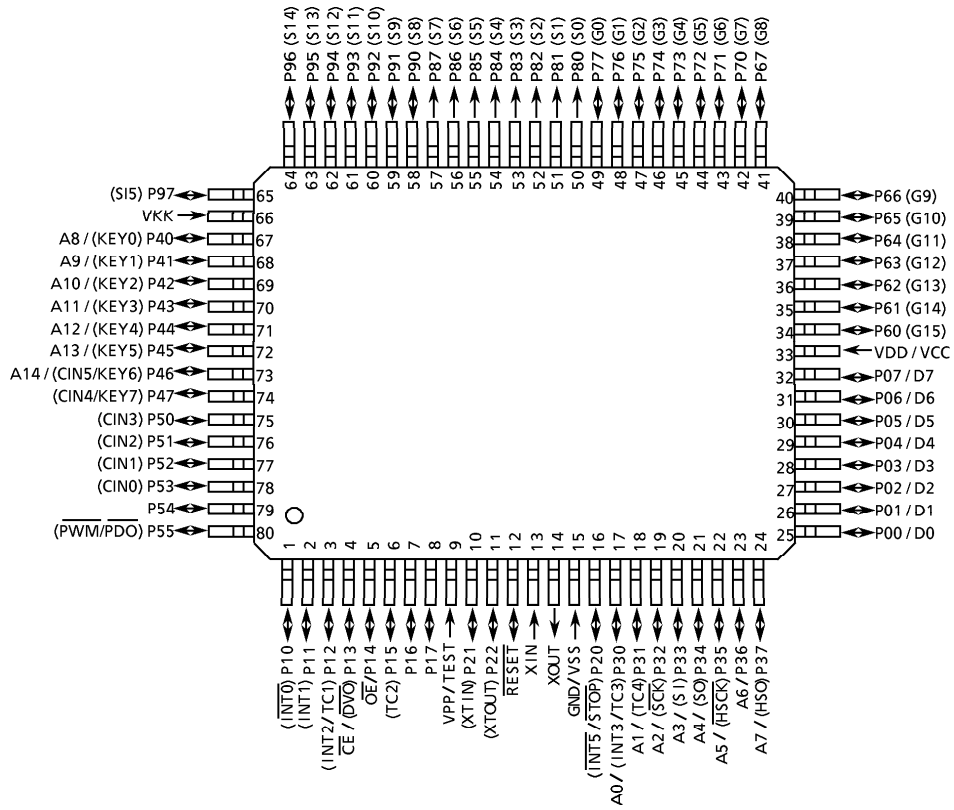 P96 (S14)
P95 (S13)
P94 (S12)
P93 (S11)
P92 (S10)
P91 (S9)
P90 (S8)
P87 (S7)
P86 (S6)
P85 (S5)
P84 (S4)
P83 (S3)
P82 (S2)
P81 (S1)
P80 (S0)
P77 (G0)
P76 (G1)
P75 (G2)
P74 (G3)
P73 (G4)
P72 (G5)
P71 (G6)
P70 (G7)
P67 (G8)
64 63 62 61 60 59 58 57 56 55 54 53 52 51 50 49 48 47 46 45 44 43 42 41
(SI5) P97 65
VKK 66
A8 / (KEY0) P40 67
A9 / (KEY1) P41 68
A10 / (KEY2) P42 69
A11 / (KEY3) P43 70
A12 / (KEY4) P44 71
A13 / (KEY5) P45 72
A14 / (CIN5/KEY6) P46 73
(CIN4/KEY7) P47 74
(CIN3) P50 75
(CIN2) P51 76
(CIN1) P52 77
(CIN0) P53 78
P54 79
(PWM/PDO) P55 80
40 P66 (G9)
39 P65 (G10)
38 P64 (G11)
37 P63 (G12)
36 P62 (G13)
35 P61 (G14)
34 P60 (G15)
33 VDD / VCC
32 P07 / D7
31 P06 / D6
30 P05 / D5
29 P04 / D4
28 P03 / D3
27 P02 / D2
26 P01 / D1
25 P00 / D0
1 2 3 4 5 6 7 8 9 10 11 12 13 14 15 16 17 18 19 20 21 22 23 24
(INT0) P10
(INT1) P11
(INT2/TC1) P12
CE / (DVO) P13
OE/P14
(TC2) P15
P16
P17
VPP/TEST
(XTIN) P21
(XTOUT) P22
RESET
XIN
XOUT
GND/VSS
(INT5/STOP) P20
A0 / (INT3/TC3) P30
A1 / (TC4) P31
A2 / (SCK) P32
A3 / (SI) P33
A4 / (SO) P34
A5 / (HSCK) P35
A6 / P36
A7 / (HSO) P37